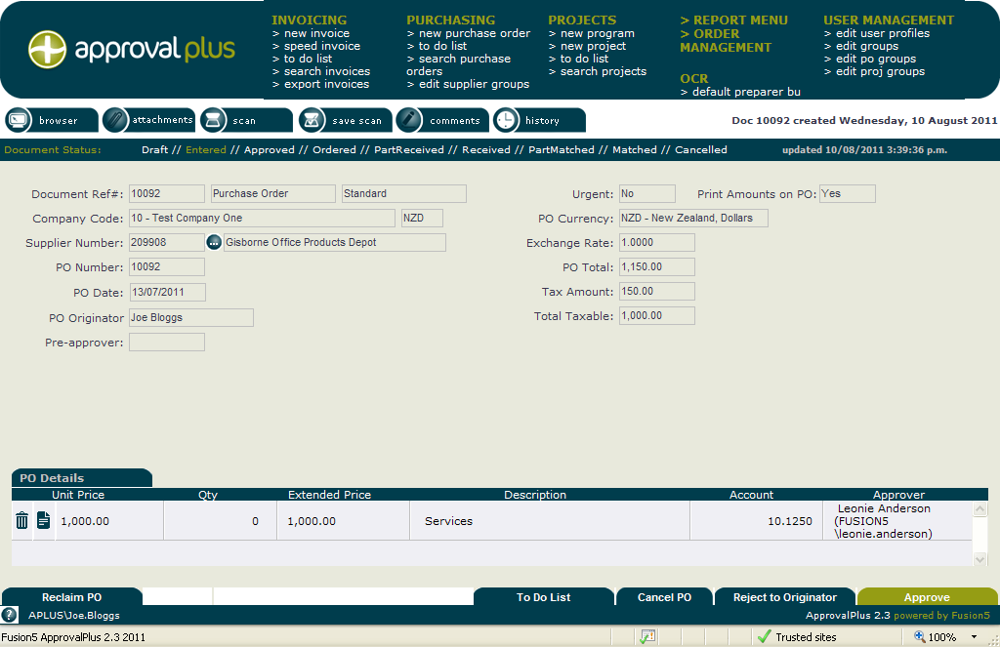 approval plus
INVOICING
> new invoice
> speed invoice
> to do list
> search invoices
> export invoices
PURCHASING
> new purchase order
> to do list
> search purchase
orders
> edit supplier groups
PROJECTS
> new program
> new project
> to do list
> search projects
> REPORT MENU
> ORDER
MANAGEMENT
OCR
> default preparer bu
USER MANAGEMENT
> edit user profiles
> edit groups
> edit po groups
> edit proj groups
browser attachments scan save scan comments history Doc 10092 created Wednesday, 10 August 2011
Document Status: Draft // Entered // Approved // Ordered // PartReceived // Received // PartMatched // Matched // Cancelled updated 10/08/2011 3:39:36 p.m.
Document Ref#: 10092 Purchase Order Standard
Company Code: 10 - Test Company One NZD
Supplier Number: 209908 ... Gisborne Office Products Depot
PO Number: 10092
PO Date: 13/07/2011
PO Originator Joe Bloggs
Pre-approver:
Urgent: No Print Amounts on PO: Yes
PO Currency: NZD - New Zealand, Dollars
Exchange Rate: 1.0000
PO Total: 1,150.00
Tax Amount: 150.00
Total Taxable: 1,000.00
PO Details
Unit Price Qty Extended Price Description Account Approver
1,000.00 0 1,000.00 Services 10.1250 Leonie Anderson
(FUSION5
\leonie.anderson)
Reclaim PO To Do List Cancel PO Reject to Originator Approve
? APLUS\Joe.Bloggs ApprovalPlus 2.3 powered by Fusion5
Fusion5 ApprovalPlus 2.3 2011 Trusted sites 100%